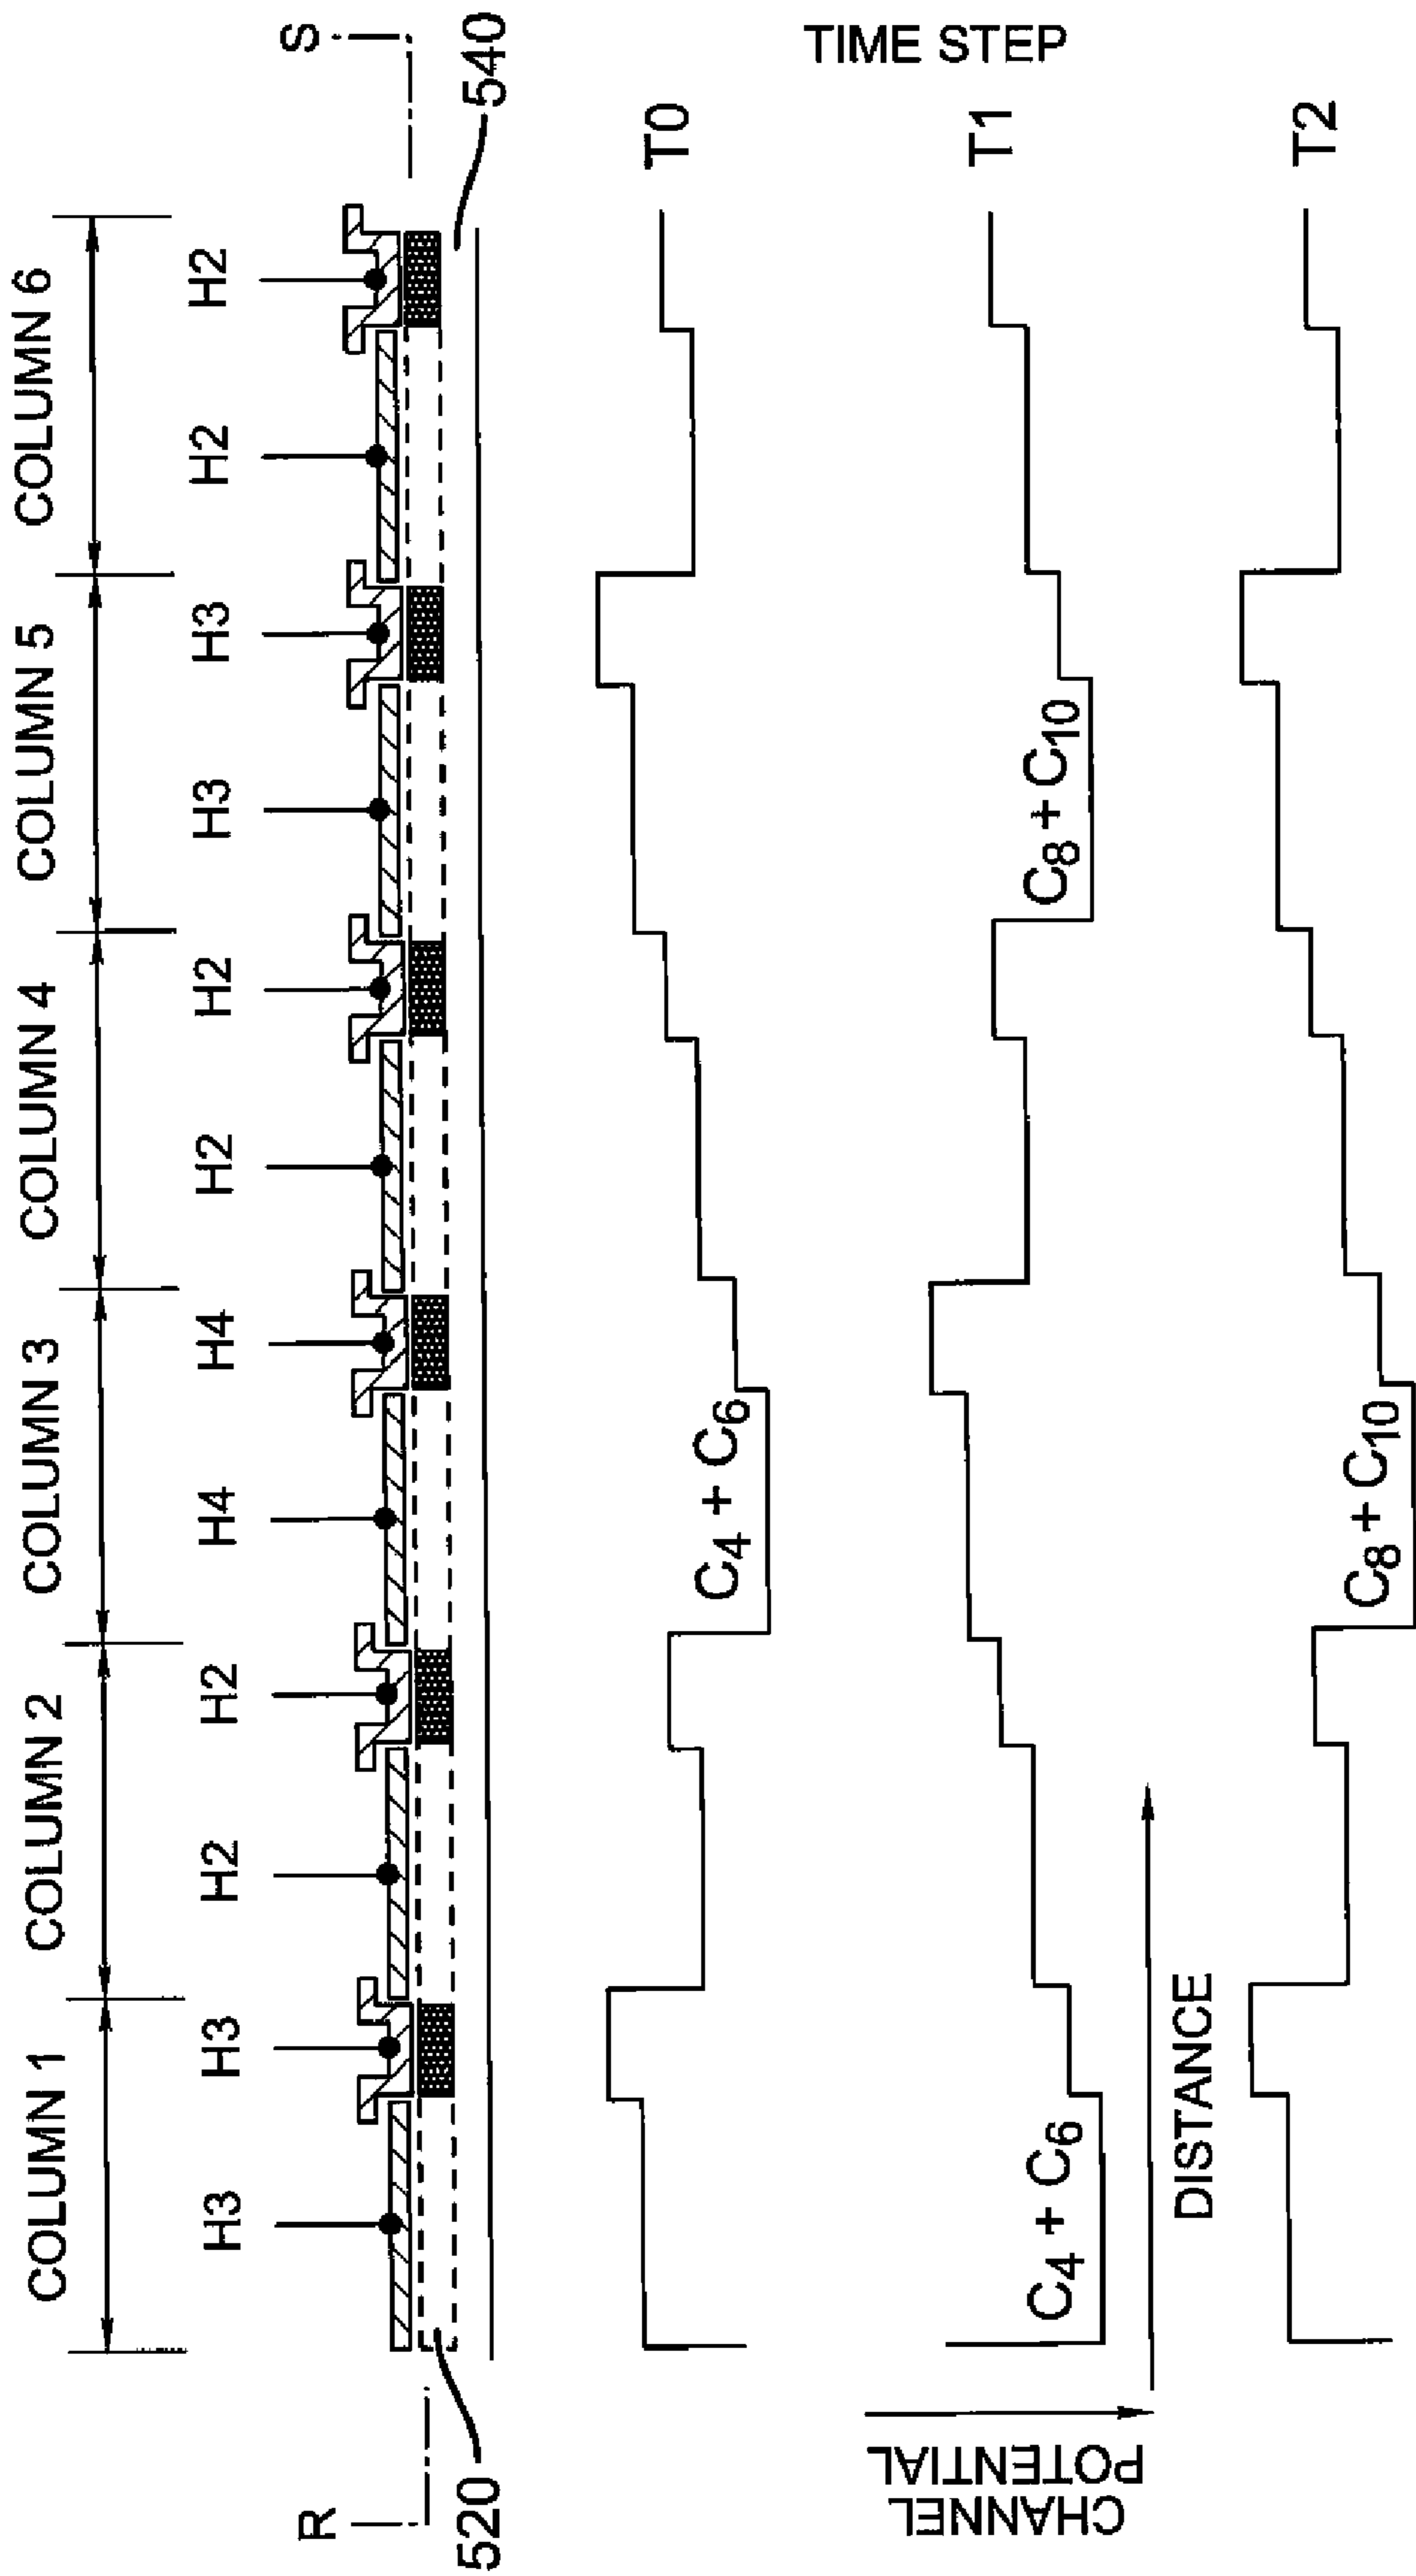 COLUMN 1
COLUMN 2
COLUMN 3
COLUMN 4
COLUMN 5
COLUMN 6
H3
H3
H2
H2
H4
H4
H2
H2
H3
H3
H2
H2
R
S
520
540
TIME STEP
C4 + C6
T0
C4 + C6
C8 + C10
T1
CHANNEL
POTENTIAL
DISTANCE
C8 + C10
T2